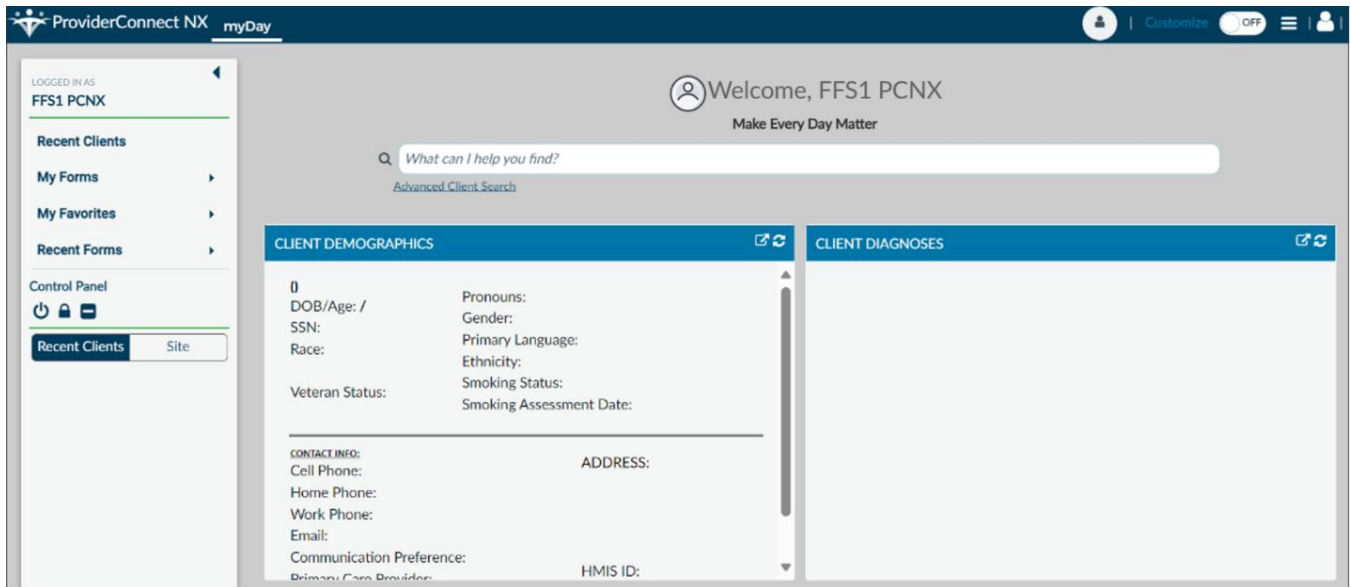 ProviderConnect NX myDay
Customize OFF
LOGGED IN AS
FFS1 PCNX
Recent Clients
My Forms
My Favorites
Recent Forms
Control Panel
Recent Clients Site
Welcome, FFS1 PCNX
Make Every Day Matter
What can I help you find?
Advanced Client Search
CLIENT DEMOGRAPHICS
()
DOB/Age: /
SSN:
Race:
Veteran Status:
Pronouns:
Gender:
Primary Language:
Ethnicity:
Smoking Status:
Smoking Assessment Date:
CONTACT INFO:
Cell Phone:
Home Phone:
Work Phone:
Email:
Communication Preference:
Primary Care Provider:
ADDRESS:
HMIS ID:
CLIENT DIAGNOSES